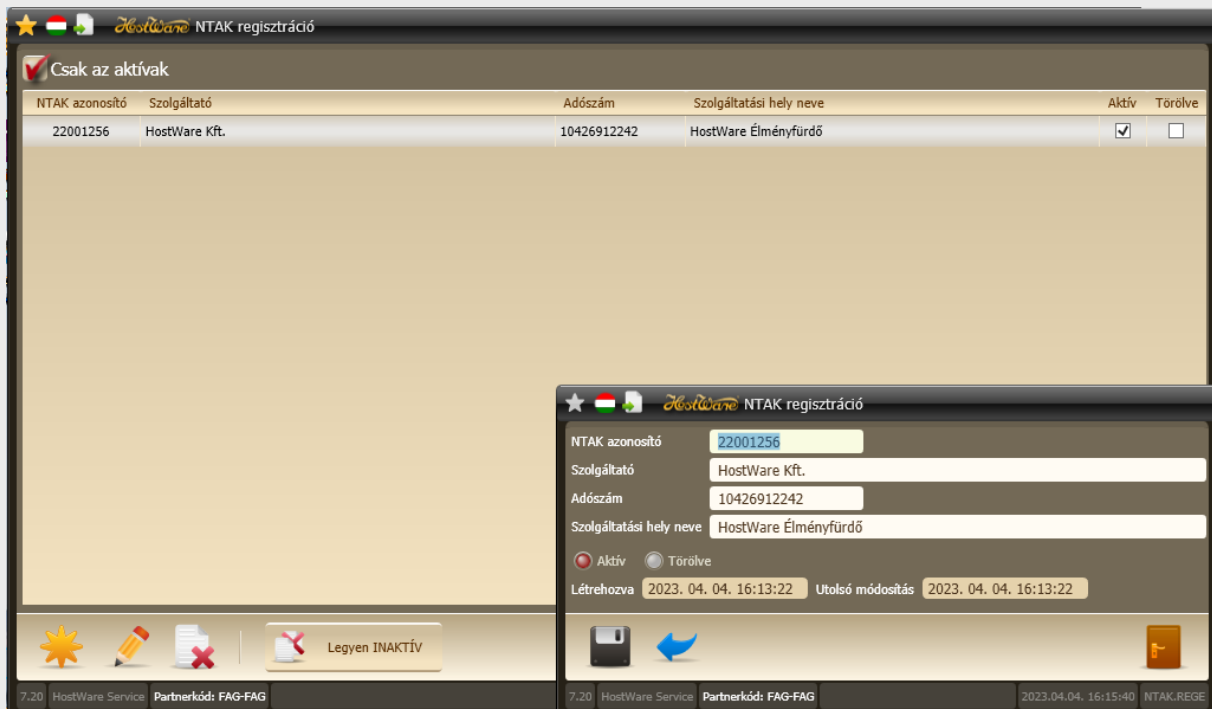 HostWare NTAK regisztráció
Csak az aktívak
NTAK azonosító Szolgáltató Adószám Szolgáltatási hely neve Aktív Törölve
22001256 HostWare Kft. 10426912242 HostWare Élményfürdő
HostWare NTAK regisztráció
NTAK azonosító 22001256
Szolgáltató HostWare Kft.
Adószám 10426912242
Szolgáltatási hely neve HostWare Élményfürdő
Aktív Törölve
Létrehozva 2023. 04. 04. 16:13:22 Utolsó módosítás 2023. 04. 04. 16:13:22
Legyen INAKTÍV
7.20 HostWare Service Partnerkód: FAG-FAG
7.20 HostWare Service Partnerkód: FAG-FAG 2023.04.04. 16:15:40 NTAK.REGE